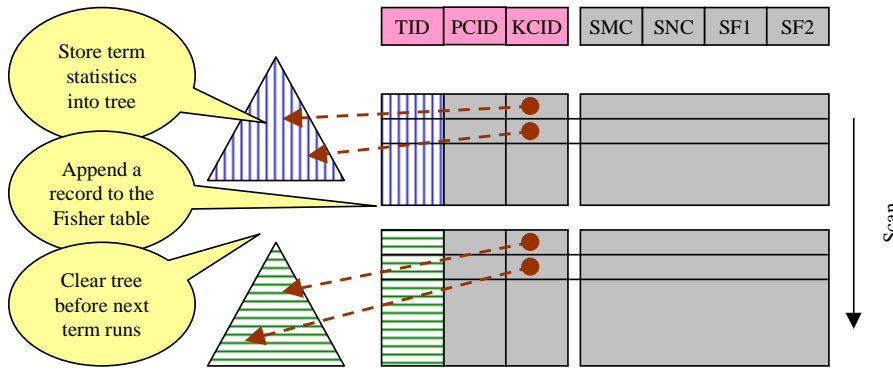 TID PCID KCID SMC SNC SF1 SF2
Store term
statistics
into tree
Append a
record to the
Fisher table
Clear tree
before next
term runs
Scan